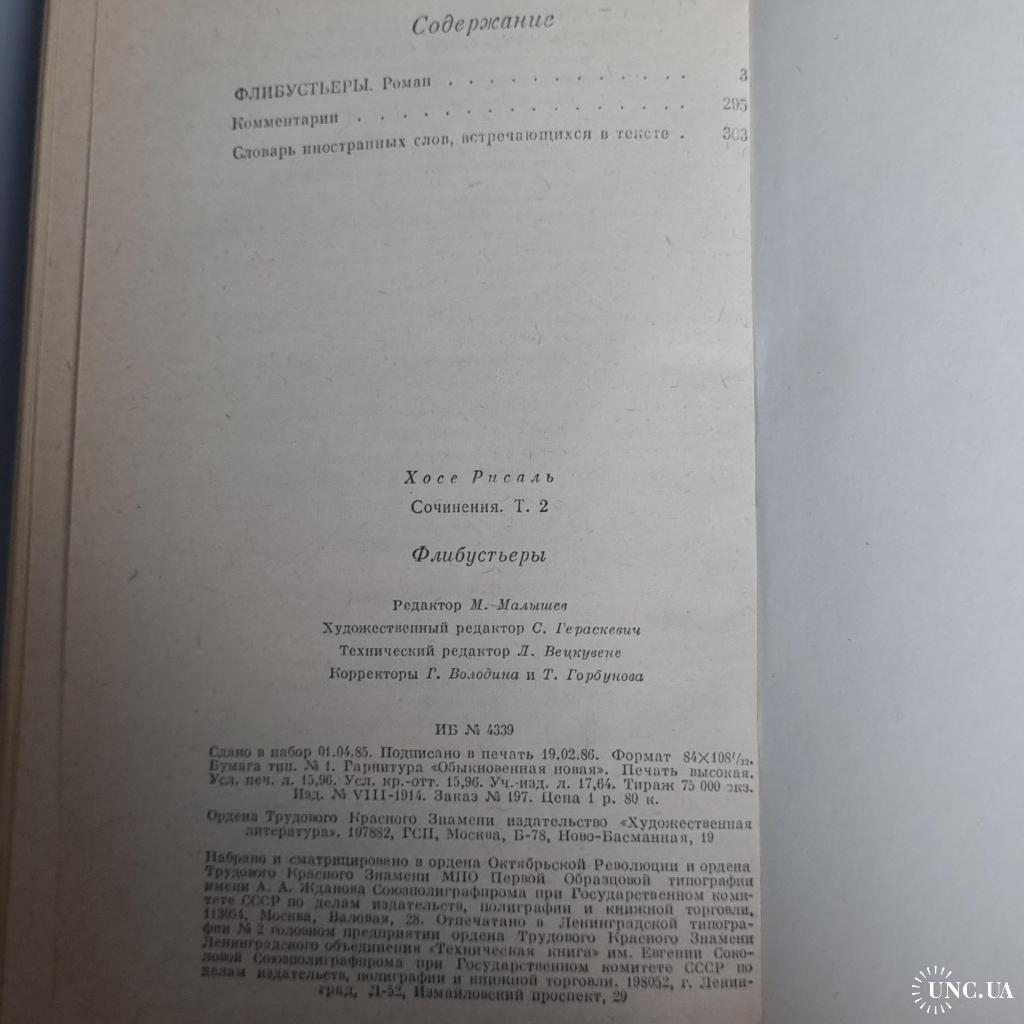 Содержание
ФЛИБУСТЬЕРЫ. Роман . . . . . . . . . . . . 3
Комментарии . . . . . . . . . . . . . . . 295
Словарь иностранных слов, встречающихся в тексте . 303
Хосе Рисаль
Сочинения. Т. 2
Флибустьеры
Редактор М. Малышев
Художественный редактор С. Гераскевич
Технический редактор Л. Вецкувене
Корректоры Г. Володина и Т. Горбунова
ИБ № 4339
Сдано в набор 01.04.85. Подписано в печать 19.02.86. Формат 84×108¹/₃₂.
Бумага тип. № 1. Гарнитура «Обыкновенная новая». Печать высокая.
Усл. печ. л. 15,96. Усл. кр.-отт. 15,96. Уч.-изд. л. 17,64. Тираж 75 000 экз.
Изд. № VIII-1914. Заказ № 197. Цена 1 р. 80 к.
Ордена Трудового Красного Знамени издательство «Художественная
литература». 107882, ГСП, Москва, Б-78, Ново-Басманная, 19
Набрано и сматрицировано в ордена Октябрьской Революции и ордена
Трудового Красного Знамени МПО Первой Образцовой типографии
имени А. А. Жданова Союзполиграфпрома при Государственном коми-
тете СССР по делам издательств, полиграфии и книжной торговли,
113054, Москва, Валовая, 28. Отпечатано в Ленинградской типогра-
фии № 2 головном предприятии ордена Трудового Красного Знамени
Ленинградского объединения «Техническая книга» им. Евгении Соко-
ловой Союзполиграфпрома при Государственном комитете СССР по
делам издательств, полиграфии и книжной торговли. 198052, г. Ленин-
град, Л-52, Измайловский проспект, 29
UNC.UA